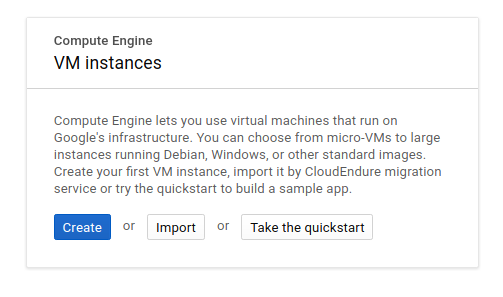 Compute Engine
VM instances
Compute Engine lets you use virtual machines that run on
Google's infrastructure. You can choose from micro-VMs to large
instances running Debian, Windows, or other standard images.
Create your first VM instance, import it by CloudEndure migration
service or try the quickstart to build a sample app.
Create or Import or Take the quickstart